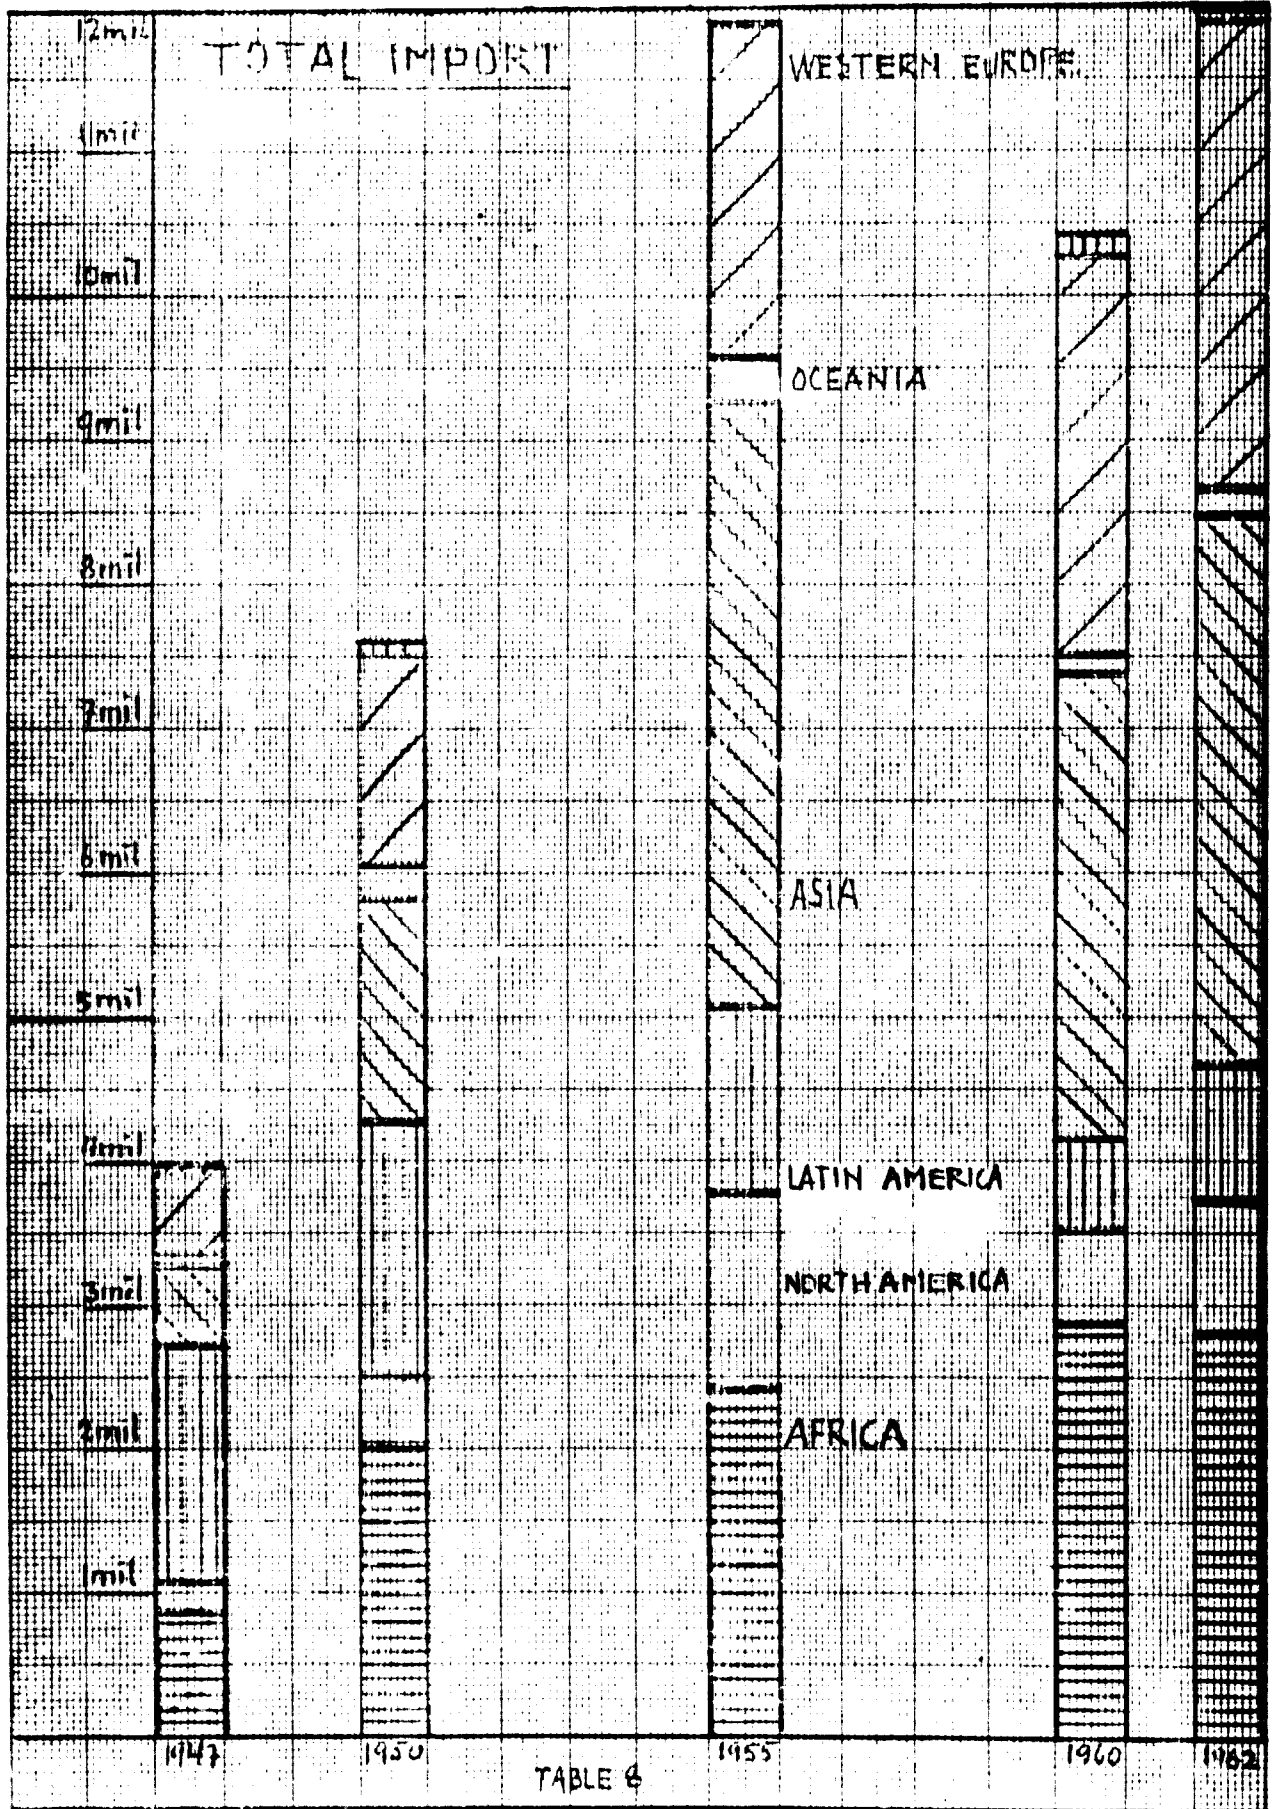 12mil
TOTAL IMPORT
WESTERN EUROPE
11mil
10mil
OCEANIA
9mil
8mil
7mil
6mil
ASIA
5mil
4mil
LATIN AMERICA
3mil
NORTH AMERICA
2mil
AFRICA
1mil
1947 1950 1955 1960 1962
TABLE 8